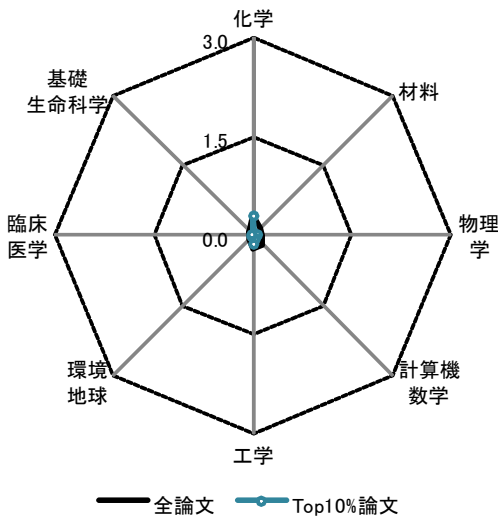 化学
3.0
基礎
生命科学
材料
1.5
臨床
医学
0.0
物理
学
環境
地球
計算機
数学
工学
全論文
Top10%論文